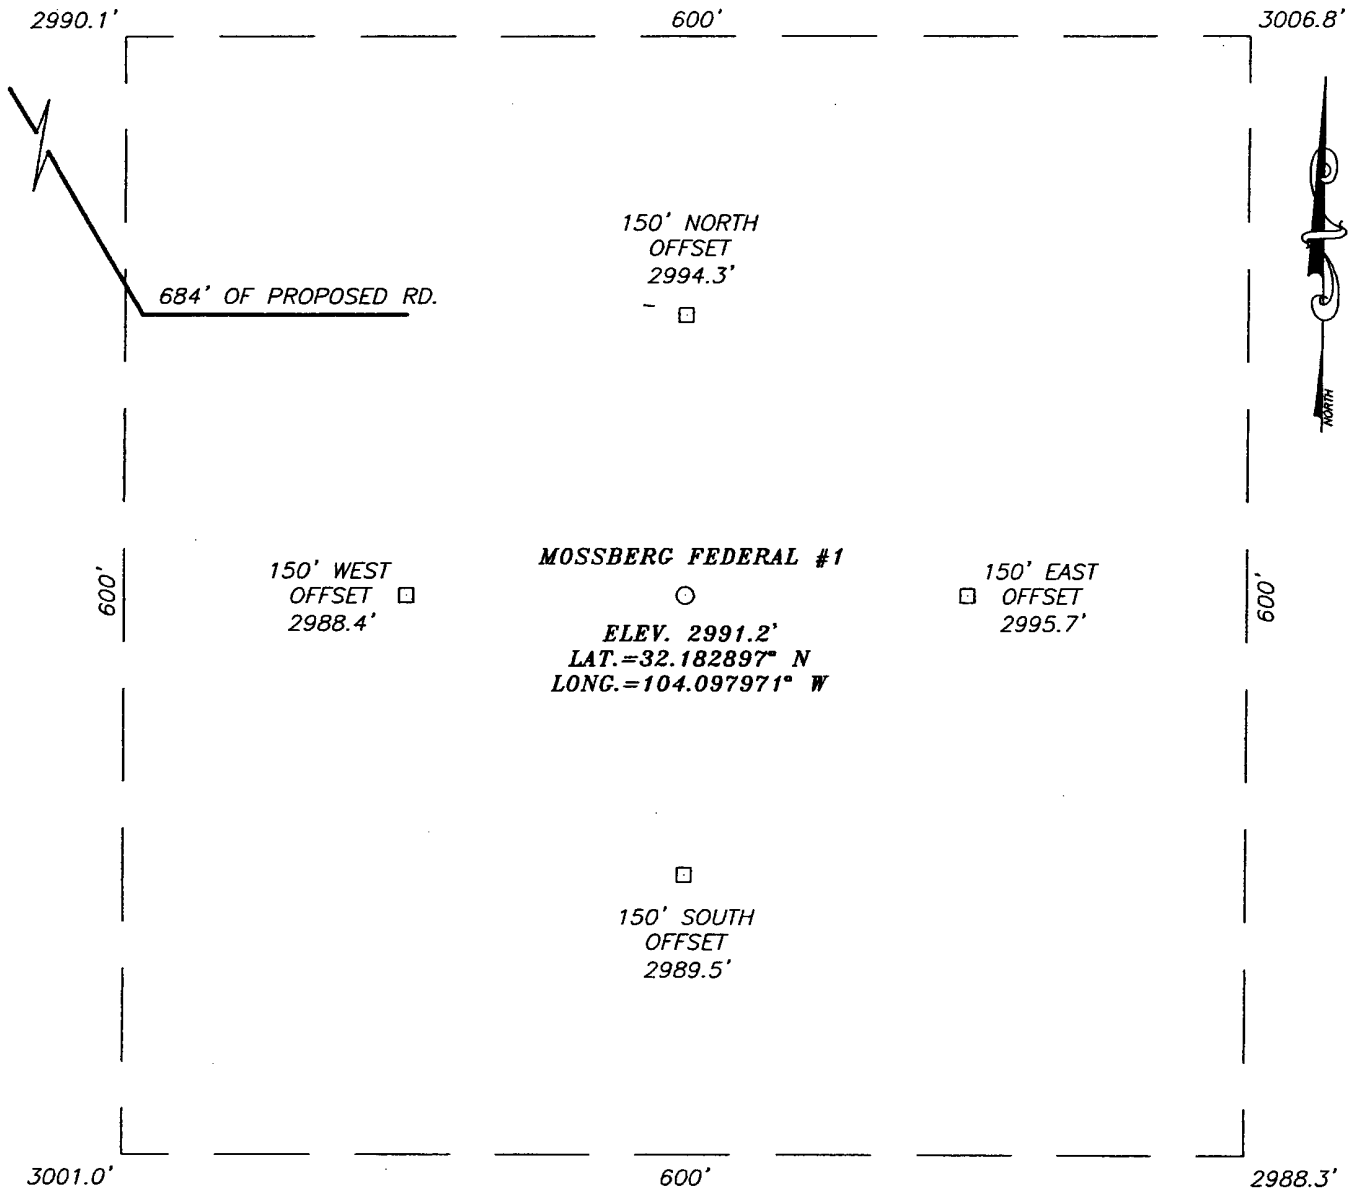 2990.1'
600'
3006.8'
150' NORTH
OFFSET
2994.3'
684' OF PROPOSED RD.
NORTH
600'
150' WEST
OFFSET
2988.4'
MOSSBERG FEDERAL #1
ELEV. 2991.2'
LAT.=32.182897° N
LONG.=104.097971° W
150' EAST
OFFSET
2995.7'
600'
150' SOUTH
OFFSET
2989.5'
3001.0'
600'
2988.3'